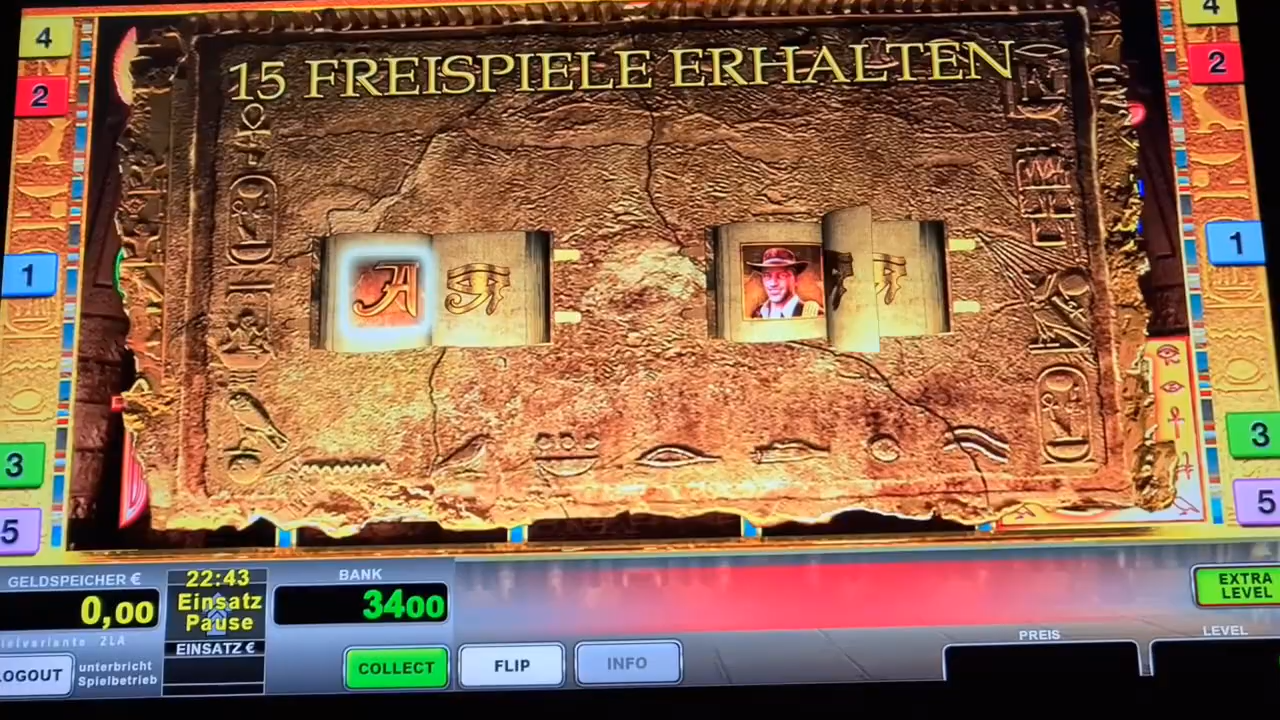 15 FREISPIELE ERHALTEN
4
4
2
2
1
1
3
3
5
5
A
GELDSPEICHER €
0,00
22:43
Einsatz
Pause
EINSATZ €
BANK
3400
EXTRA
LEVEL
PREIS
LEVEL
LOGOUT
unterbricht
Spielbetrieb
COLLECT
FLIP
INFO